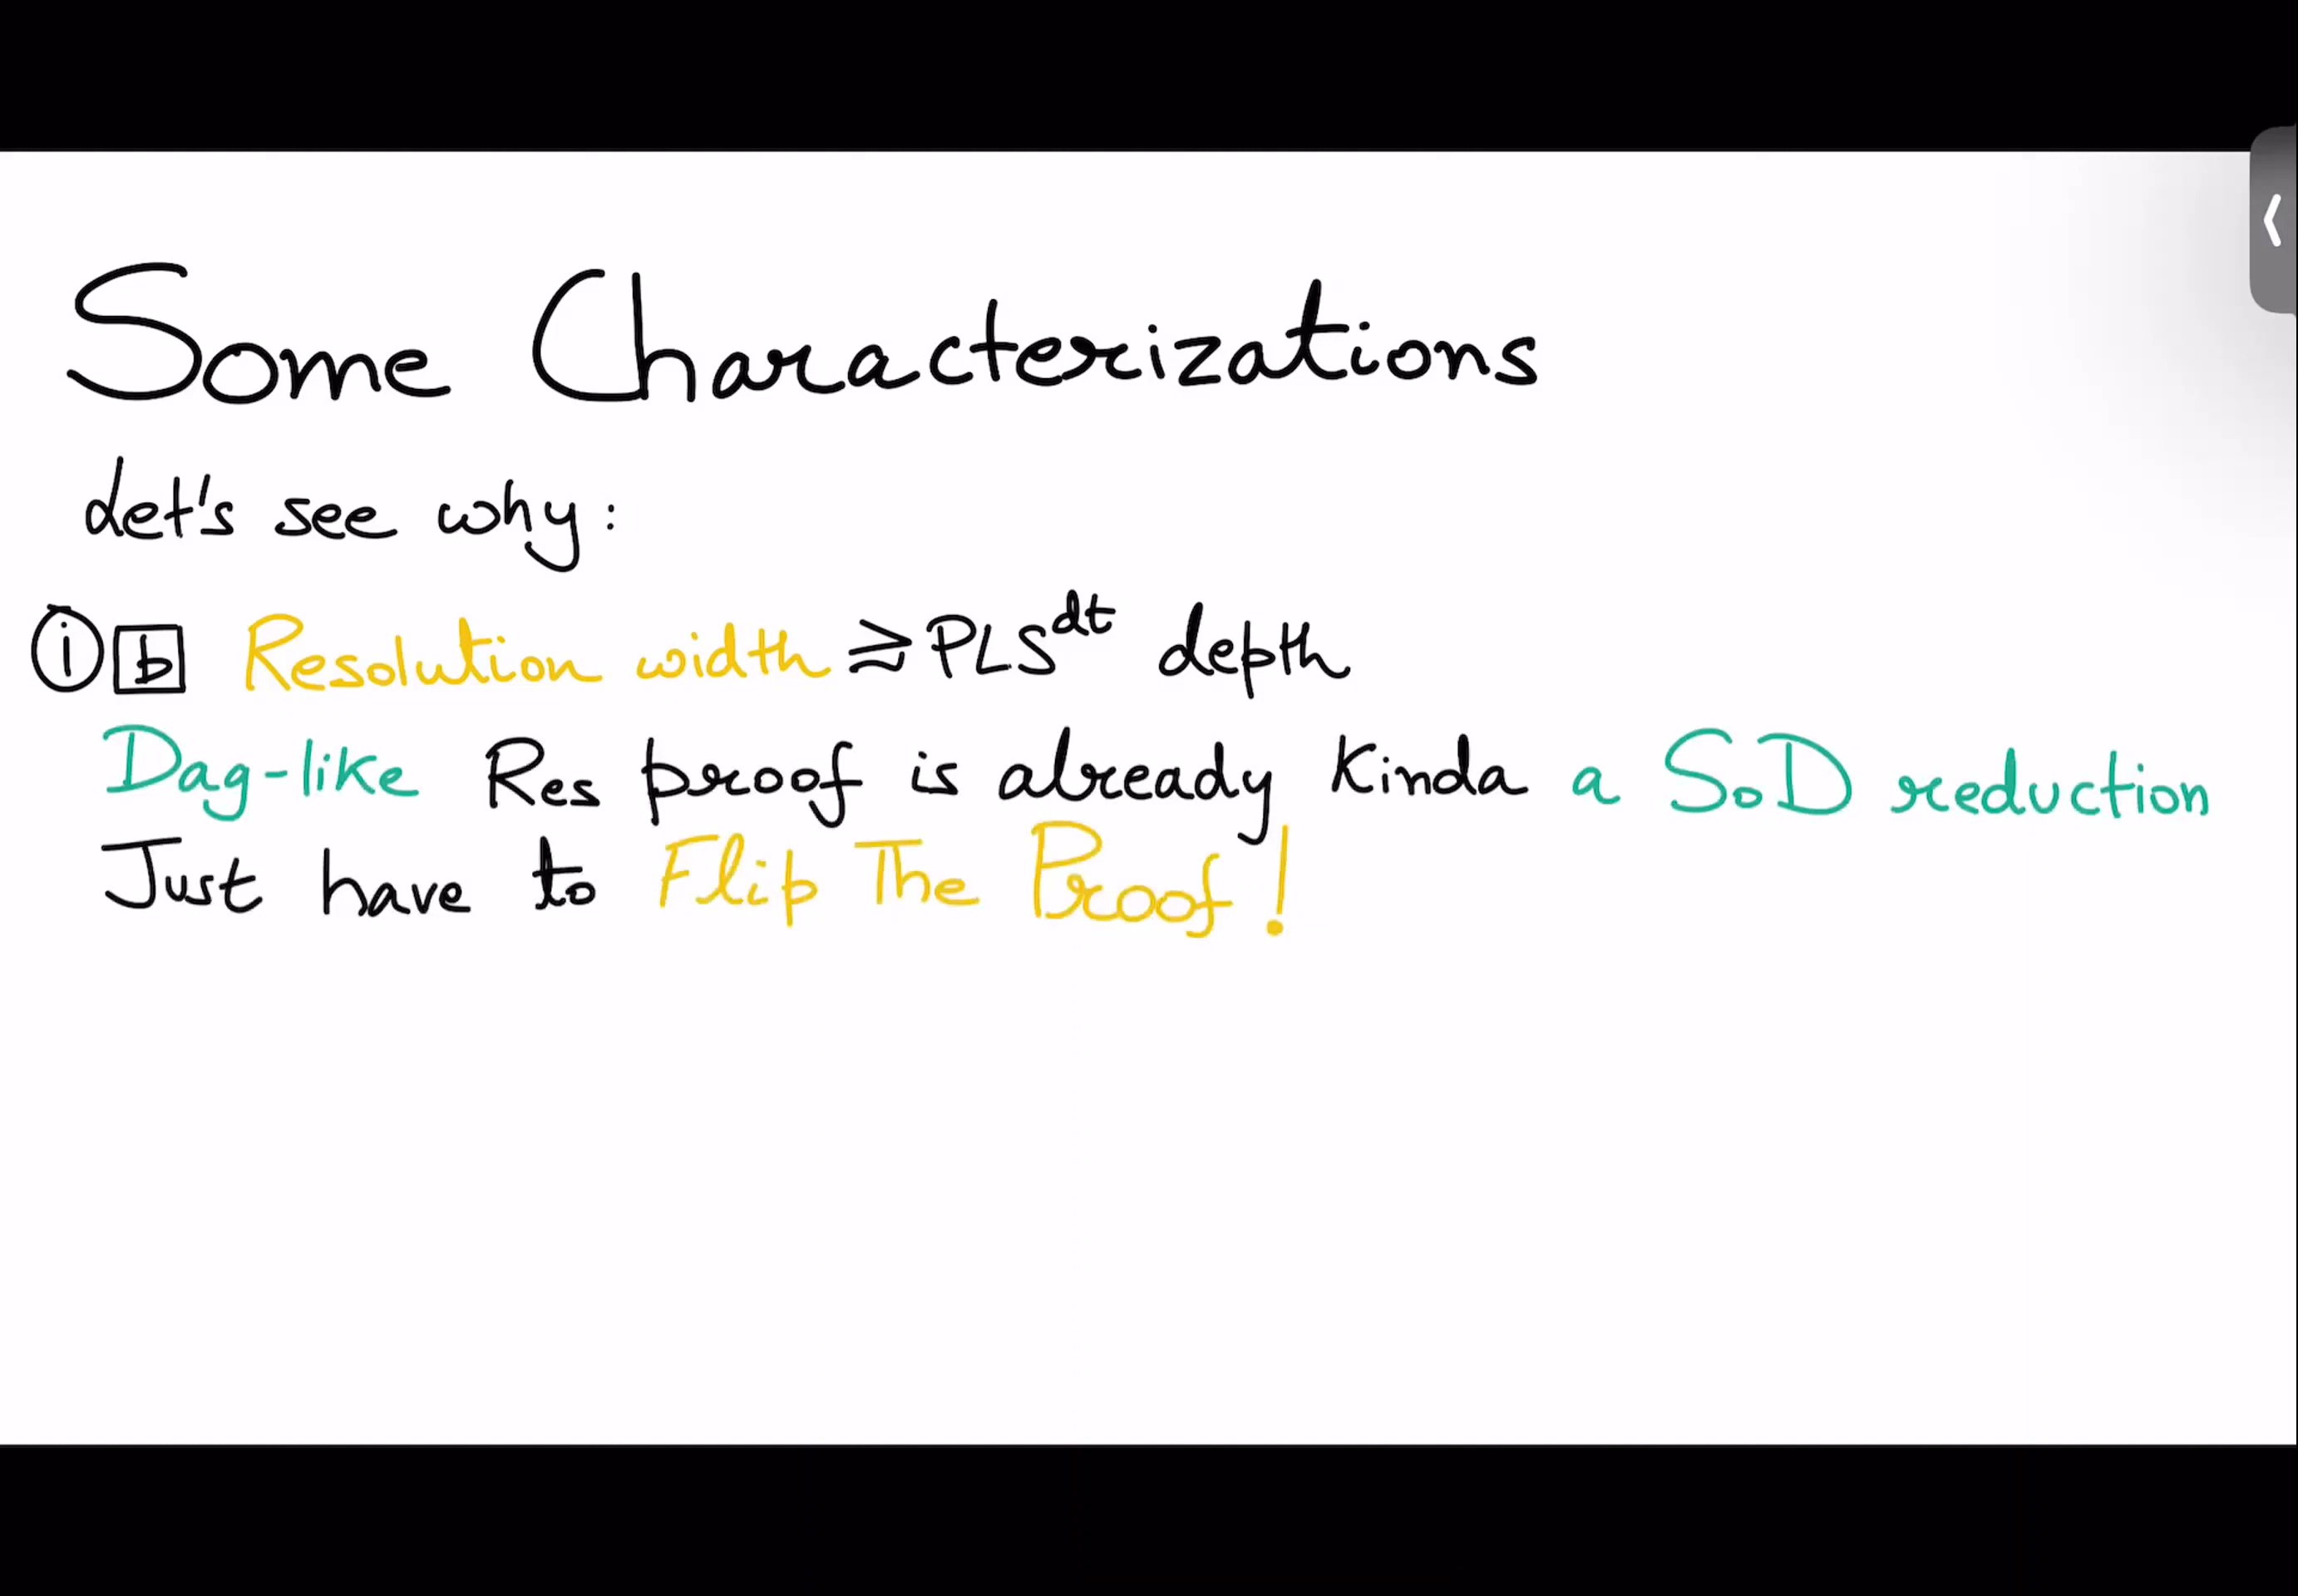 Some Characterizations
Let's see why:
ⓘ b Resolution width ⪆ PLS^dt depth
Dag-like Res proof is already kinda a SoD reduction
Just have to Flip The Proof!